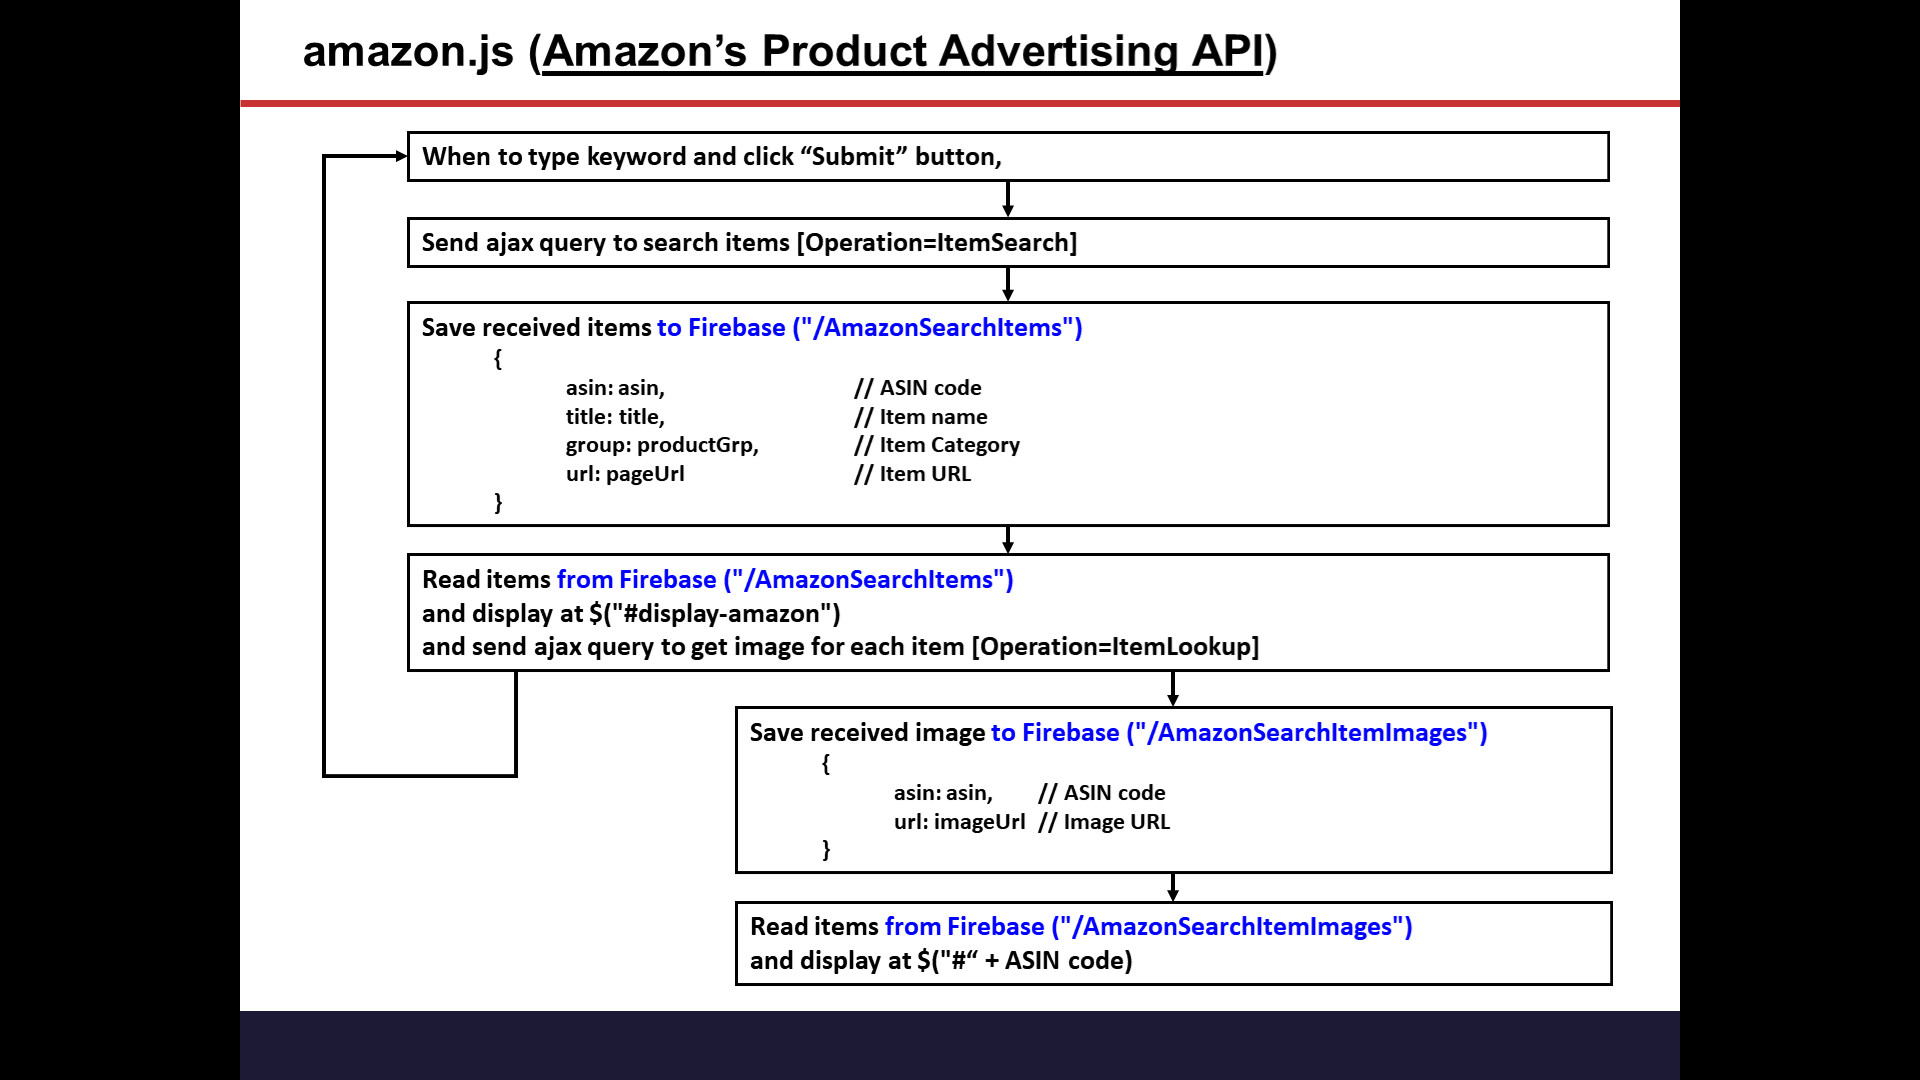 amazon.js (Amazon’s Product Advertising API)
When to type keyword and click “Submit” button,
Send ajax query to search items [Operation=ItemSearch]
Save received items to Firebase ("/AmazonSearchItems")
{
asin: asin, // ASIN code
title: title, // Item name
group: productGrp, // Item Category
url: pageUrl // Item URL
}
Read items from Firebase ("/AmazonSearchItems")
and display at $("#display-amazon")
and send ajax query to get image for each item [Operation=ItemLookup]
Save received image to Firebase ("/AmazonSearchItemImages")
{
asin: asin, // ASIN code
url: imageUrl // Image URL
}
Read items from Firebase ("/AmazonSearchItemImages")
and display at $("#“ + ASIN code)